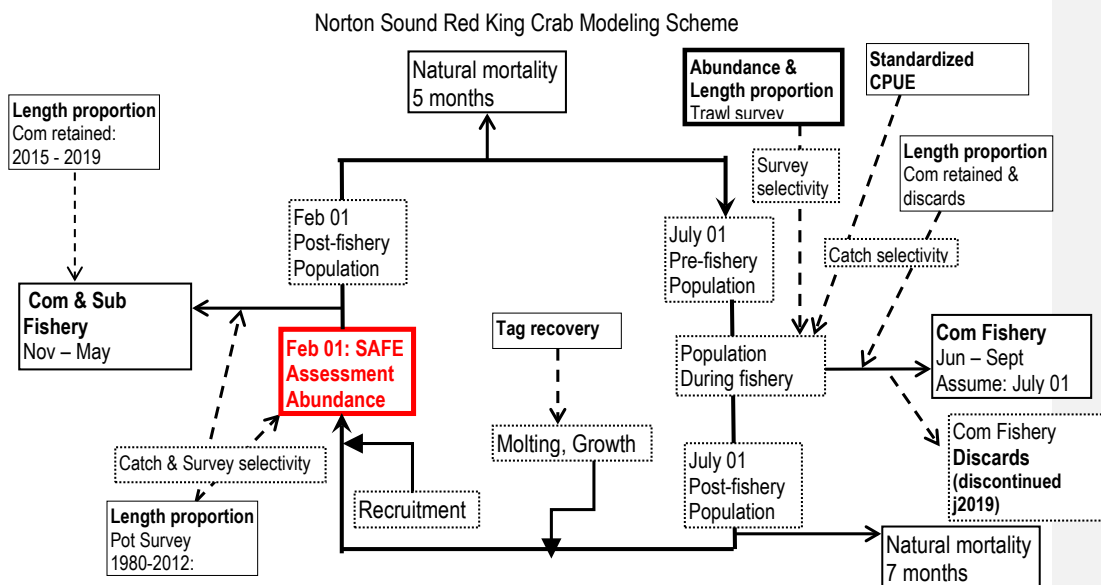 Norton Sound Red King Crab Modeling Scheme
Natural mortality
5 months
Abundance &
Length proportion
Trawl survey
Standardized
CPUE
Length proportion
Com retained:
2015 - 2019
Length proportion
Com retained &
discards
Survey
selectivity
Feb 01
Post-fishery
Population
July 01
Pre-fishery
Population
Catch selectivity
Com & Sub
Fishery
Nov – May
Feb 01: SAFE
Assessment
Abundance
Tag recovery
Population
During fishery
Com Fishery
Jun – Sept
Assume: July 01
Molting, Growth
Catch & Survey selectivity
July 01
Post-fishery
Population
Com Fishery
Discards
(discontinued
j2019)
Recruitment
Length proportion
Pot Survey
1980-2012:
Natural mortality
7 months